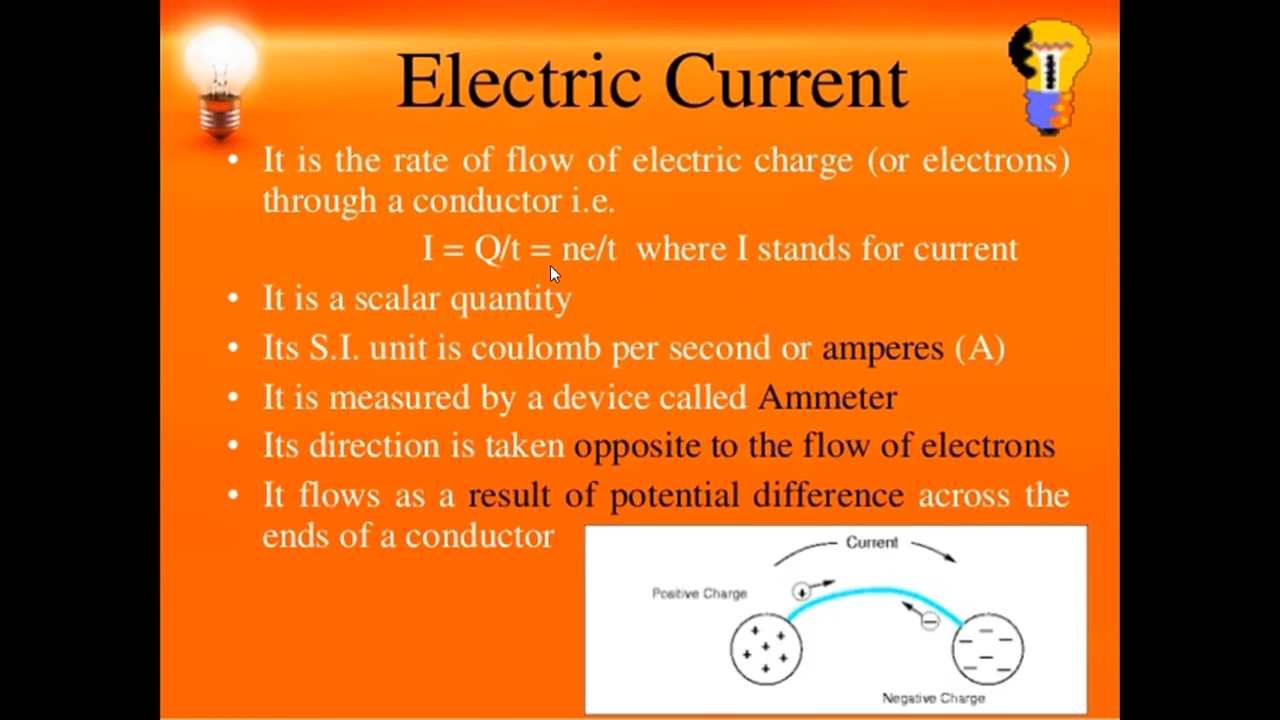 Electric Current
• It is the rate of flow of electric charge (or electrons)
through a conductor i.e.
I = Q/t = ne/t where I stands for current
• It is a scalar quantity
• Its S.I. unit is coulomb per second or amperes (A)
• It is measured by a device called Ammeter
• Its direction is taken opposite to the flow of electrons
• It flows as a result of potential difference across the
ends of a conductor
Current
Positive Charge
Negative Charge